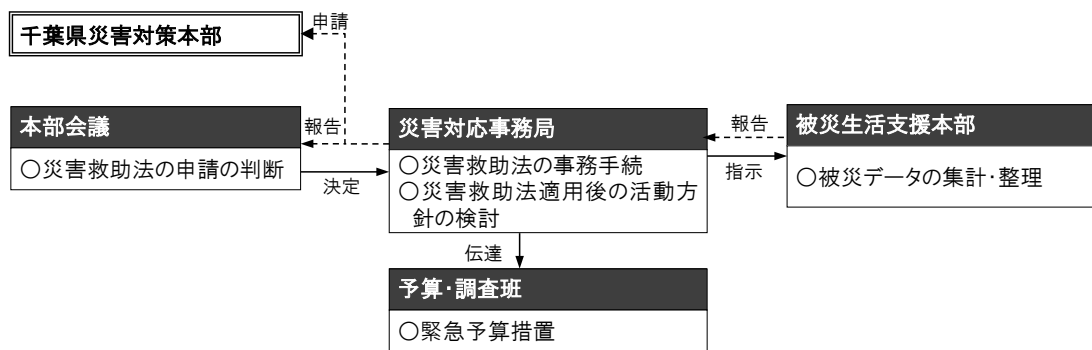 千葉県災害対策本部
申請
本部会議
○災害救助法の申請の判断
報告
決定
災害対応事務局
○災害救助法の事務手続
○災害救助法適用後の活動方
針の検討
報告
指示
被災生活支援本部
○被災データの集計・整理
伝達
予算・調査班
○緊急予算措置